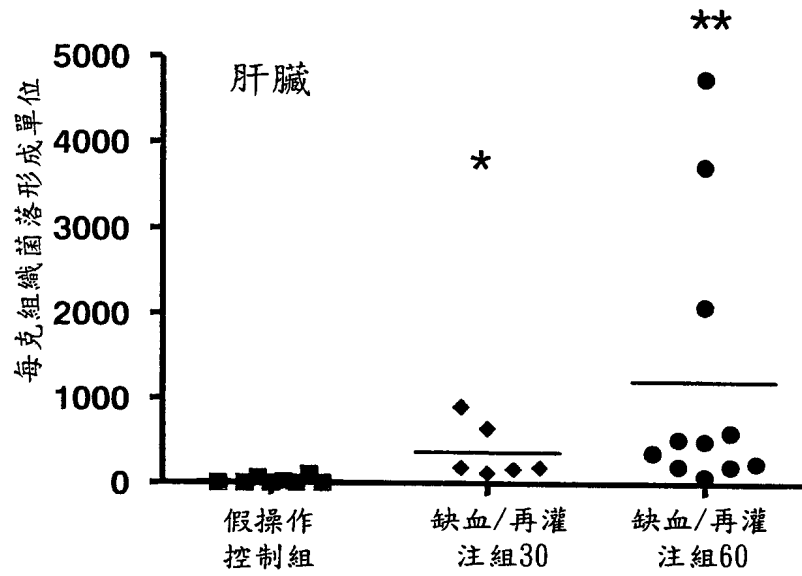 **
5000
肝臟
4000
*
3000
2000
1000
0
每克組織菌落形成單位
假操作
控制組
缺血/再灌
注組30
缺血/再灌
注組60